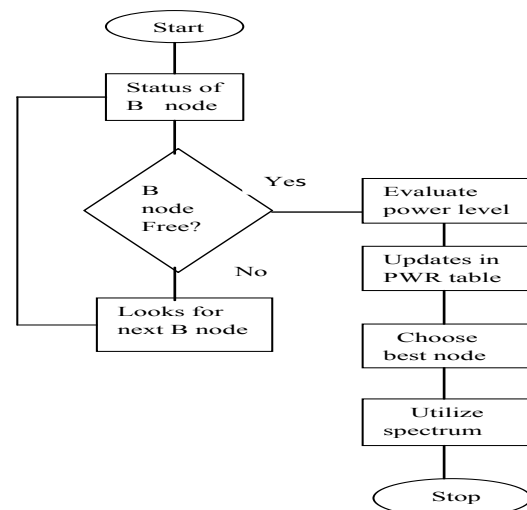 Start
Status of
B node
B
node
Free?
Yes
No
Looks for
next B node
Evaluate
power level
Updates in
PWR table
Choose
best node
Utilize
spectrum
Stop